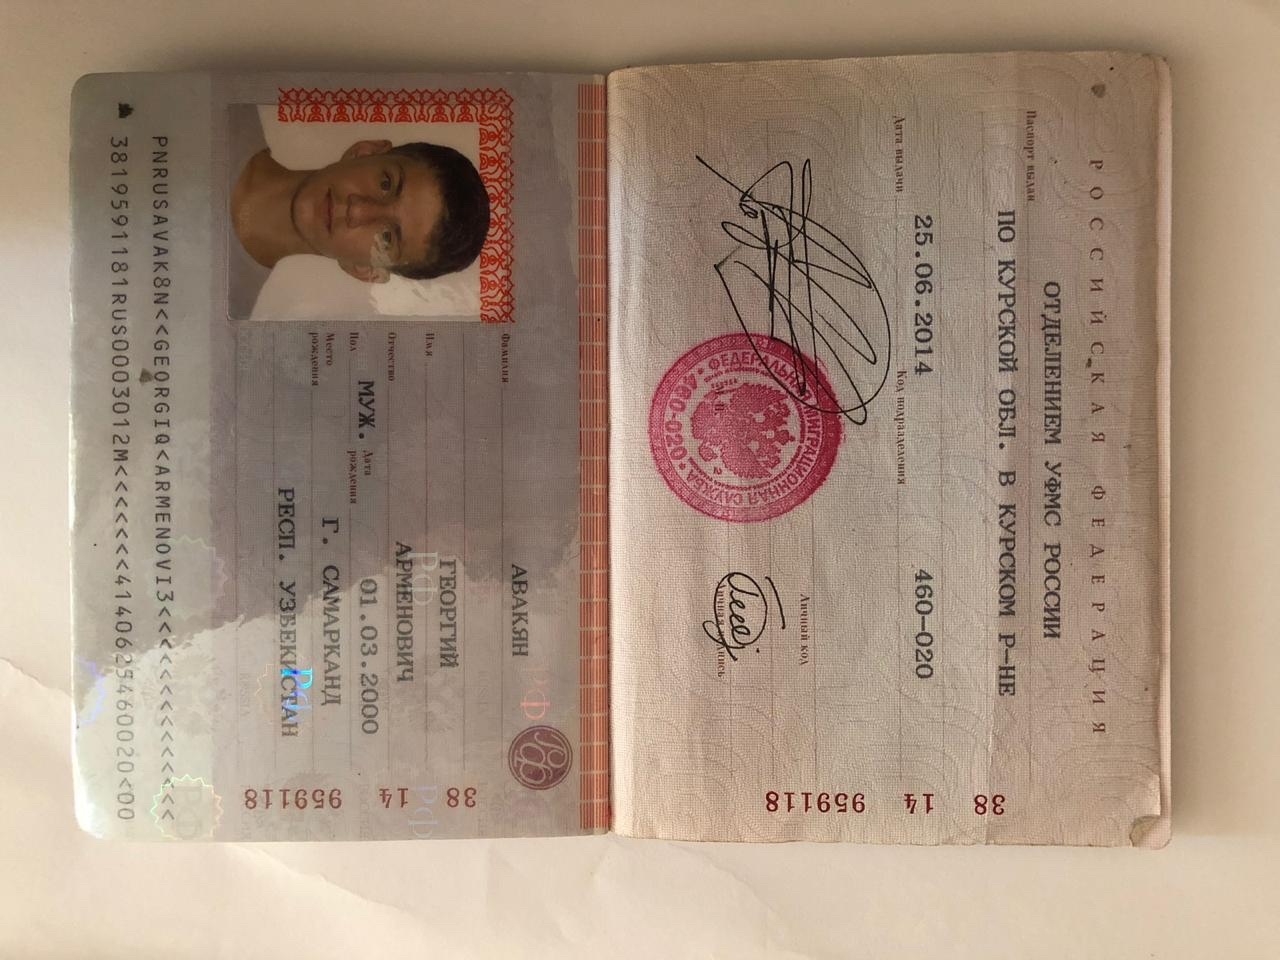 РОССИЙСКАЯ ФЕДЕРАЦИЯ
Паспорт выдан
ОТДЕЛЕНИЕМ УФМС РОССИИ
ПО КУРСКОЙ ОБЛ. В КУРСКОМ Р-НЕ
Дата выдачи 25.06.2014 Код подразделения 460-020
Личный код
Личная подпись
ФЕДЕРАЛЬНАЯ МИГРАЦИОННАЯ СЛУЖБА
460-020
38 14 959118
Фамилия
АВАКЯН
Имя
ГЕОРГИЙ
Отчество
АРМЕНОВИЧ
Пол МУЖ. Дата рождения 01.03.2000
Место рождения
Г. САМАРКАНД
РЕСП. УЗБЕКИСТАН
38 14 959118
PNRUSAVAK8N<<GEORGIQ<ARMENOVI3<<<<<<<<<<<<<<
3819591181RUS0003012M<<<<<<<4140625460020<00